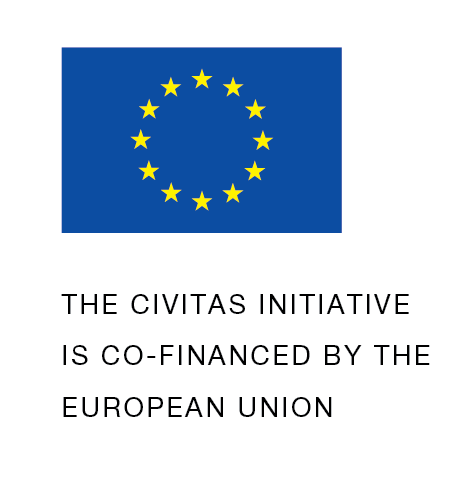 THE CIVITAS INITIATIVE
IS CO-FINANCED BY THE
EUROPEAN UNION